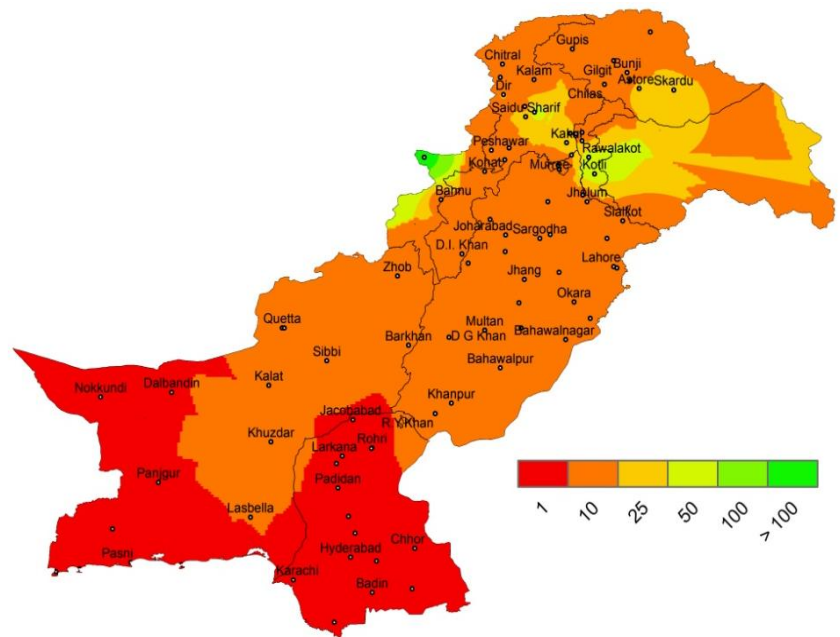 Gupis
Chitral
Kalam
Gilgit
Bunji
Astore
Skardu
Dir
Chilas
Saidu Sharif
Kakul
Peshawar
Rawalakot
Kohat
Murree
Kotli
Bannu
Jhalum
Sialkot
Joharabad
Sargodha
D.I. Khan
Lahore
Zhob
Jhang
Okara
Quetta
Multan
Barkhan
D G Khan
Bahawalnagar
Sibbi
Bahawalpur
Nokkundi
Dalbandin
Kalat
Khanpur
Jacobabad
R.Y.Khan
Khuzdar
Larkana
Rohri
Panjgur
Padidan
Lasbella
Pasni
Hyderabad
Chhor
Karachi
Badin
1
10
25
50
100
> 100